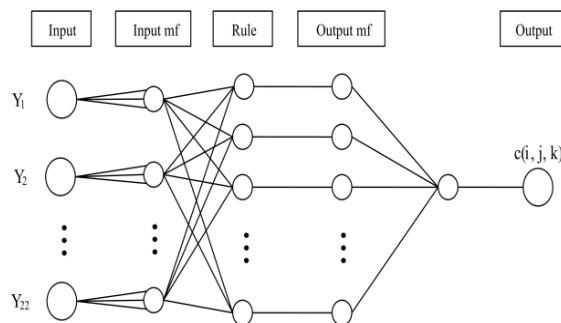 Input Input mf Rule Output mf Output
Y1
c(i, j, k)
Y2
Y22